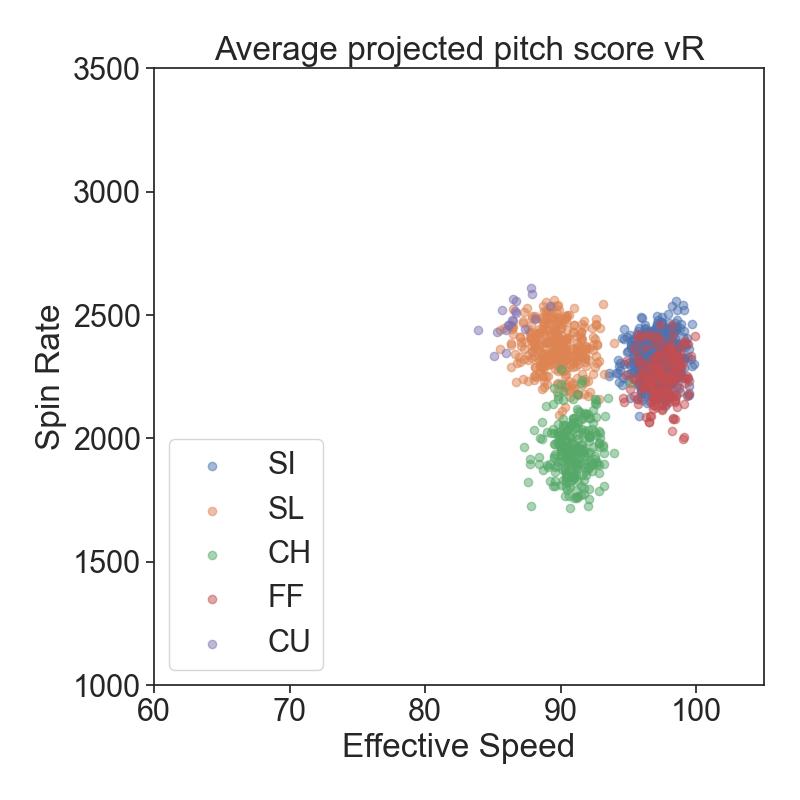 Average projected pitch score vR
3500
3000
2500
2000
1500
1000
Spin Rate
SI
SL
CH
FF
CU
60 70 80 90 100
Effective Speed